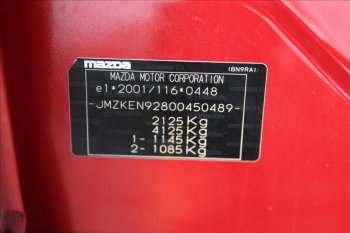 mazda
(BN9RA)
MAZDA MOTOR CORPORATION
e1*2001/116*0448
-JMZKEN92800450489-
2125Kg
4125Kg
1- 1145Kg
2- 1085Kg